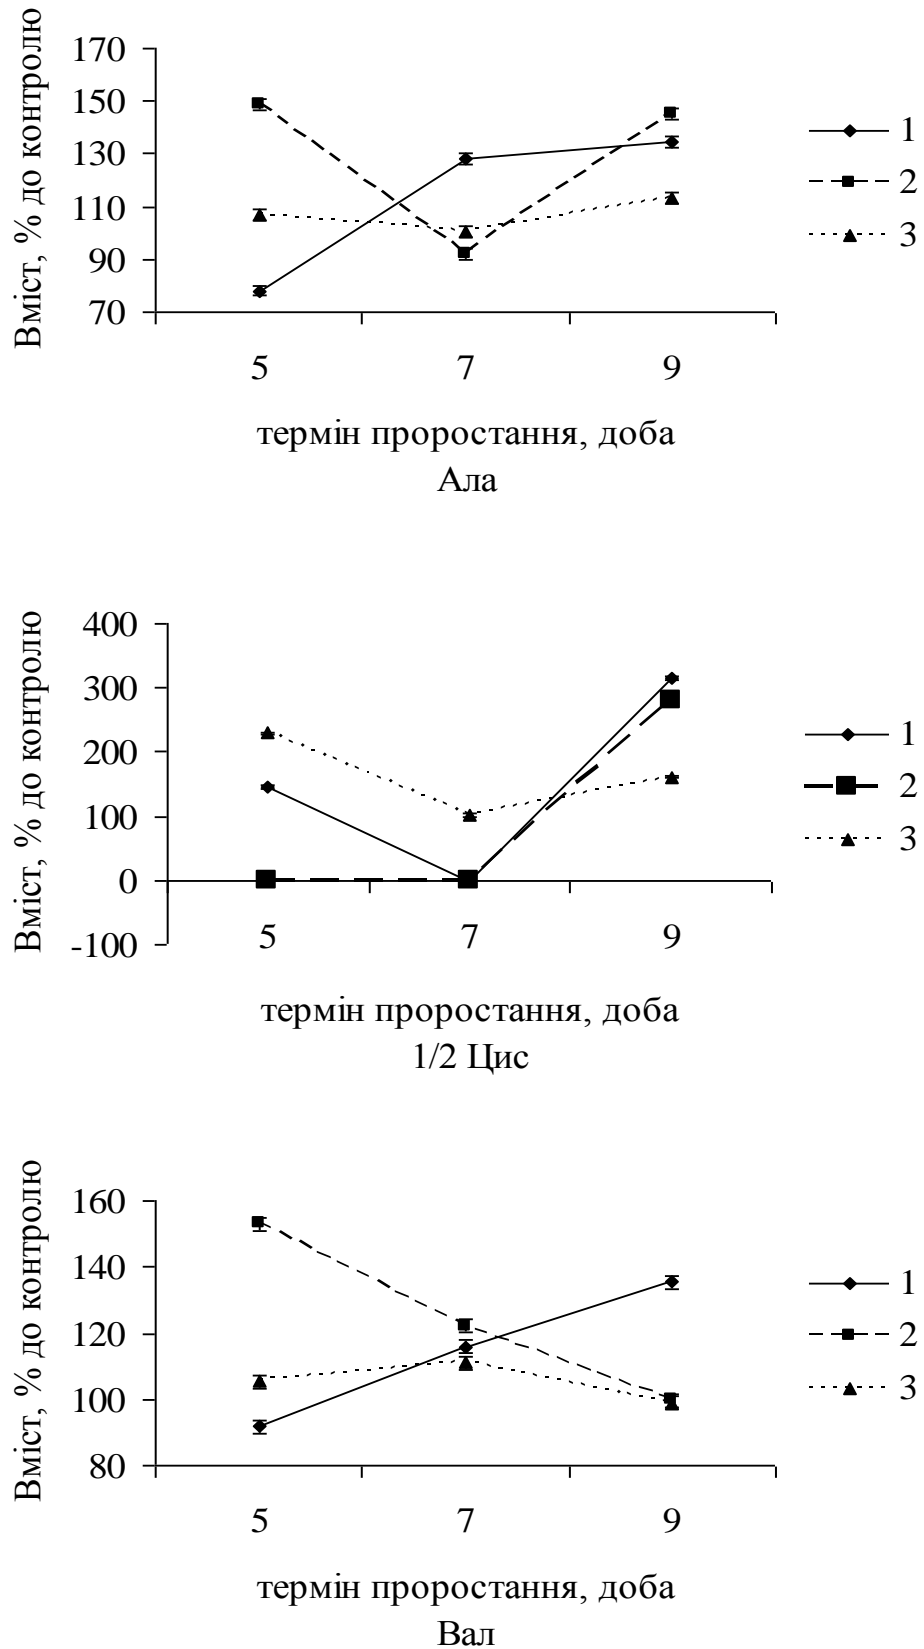 Вміст, % до контролю
170
150
130
110
90
70
5 7 9
термін проростання, доба
Ала
1
2
3
Вміст, % до контролю
400
300
200
100
0
-100
5 7 9
термін проростання, доба
1/2 Цис
1
2
3
Вміст, % до контролю
160
140
120
100
80
5 7 9
термін проростання, доба
Вал
1
2
3